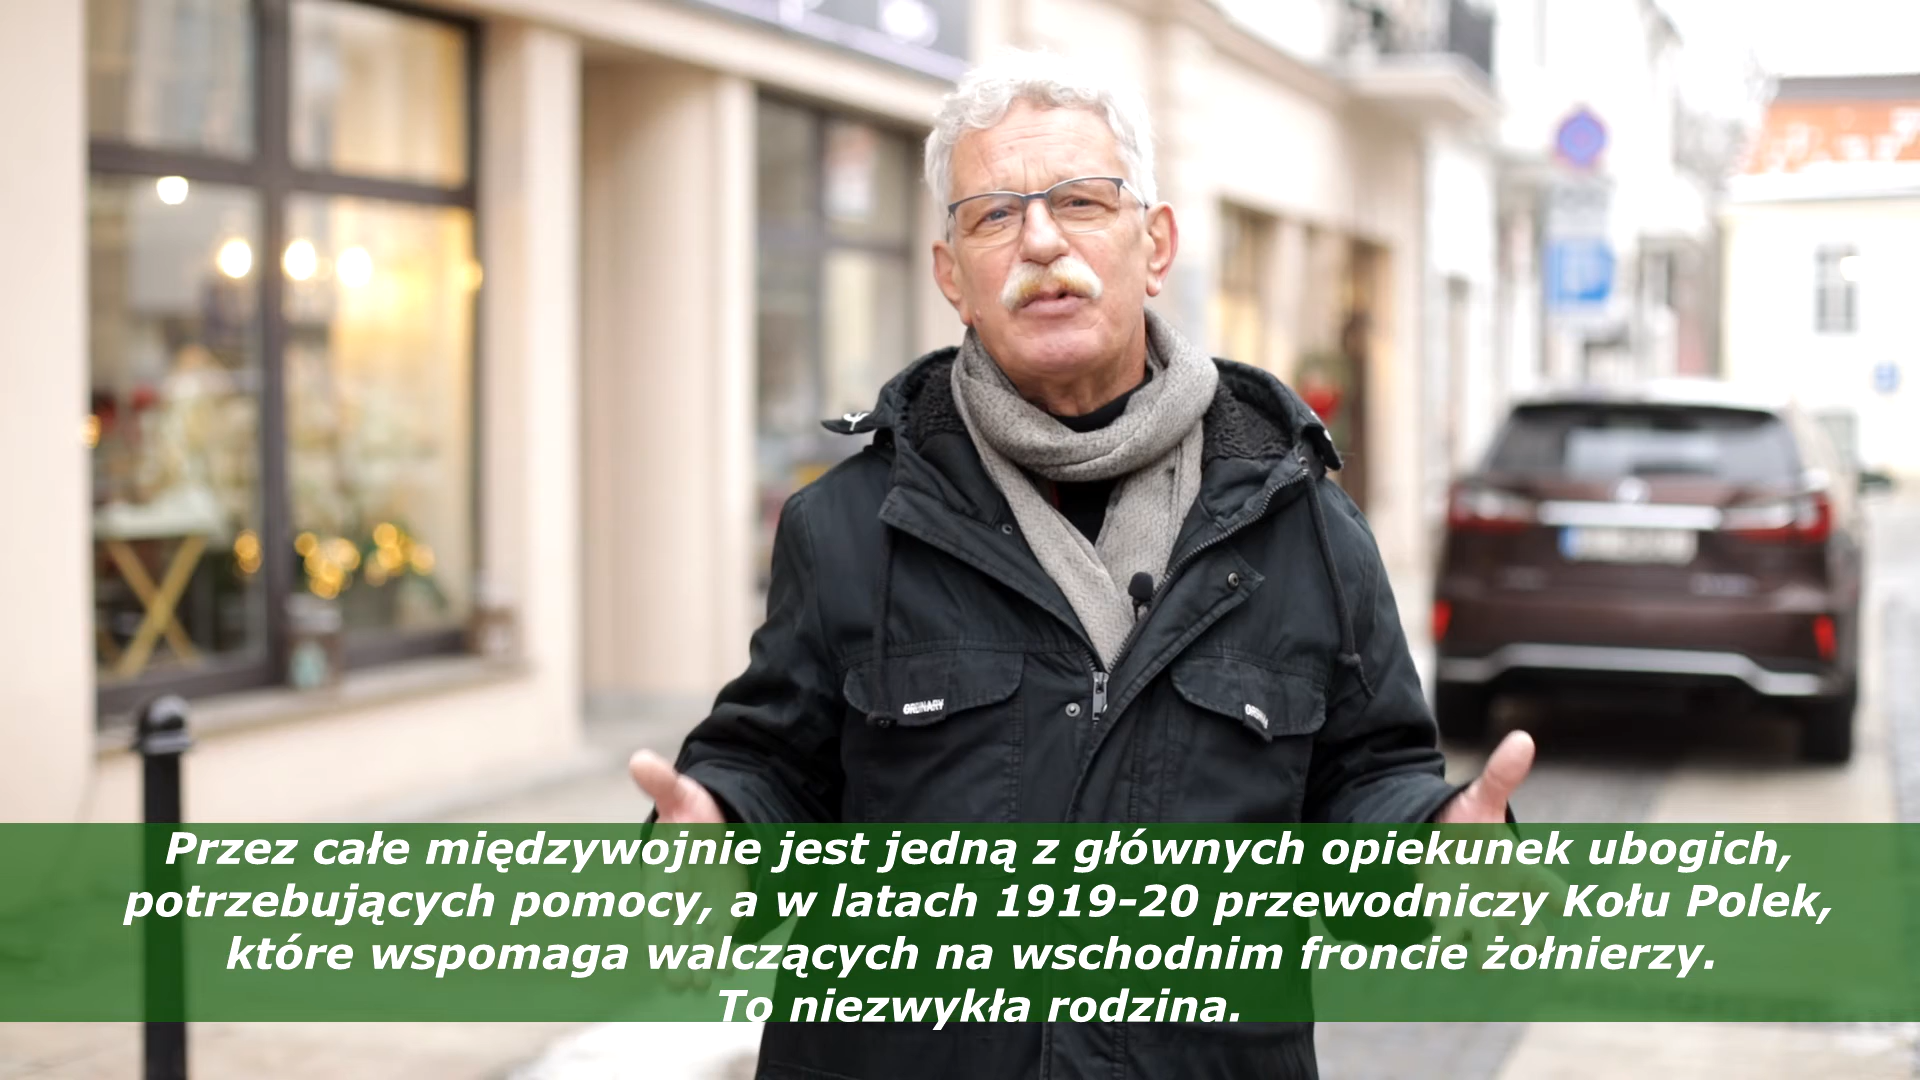 Przez całe międzywojnie jest jedną z głównych opiekunek ubogich,
potrzebujących pomocy, a w latach 1919-20 przewodniczy Kołu Polek,
które wspomaga walczących na wschodnim froncie żołnierzy.
To niezwykła rodzina.
ORDINARY